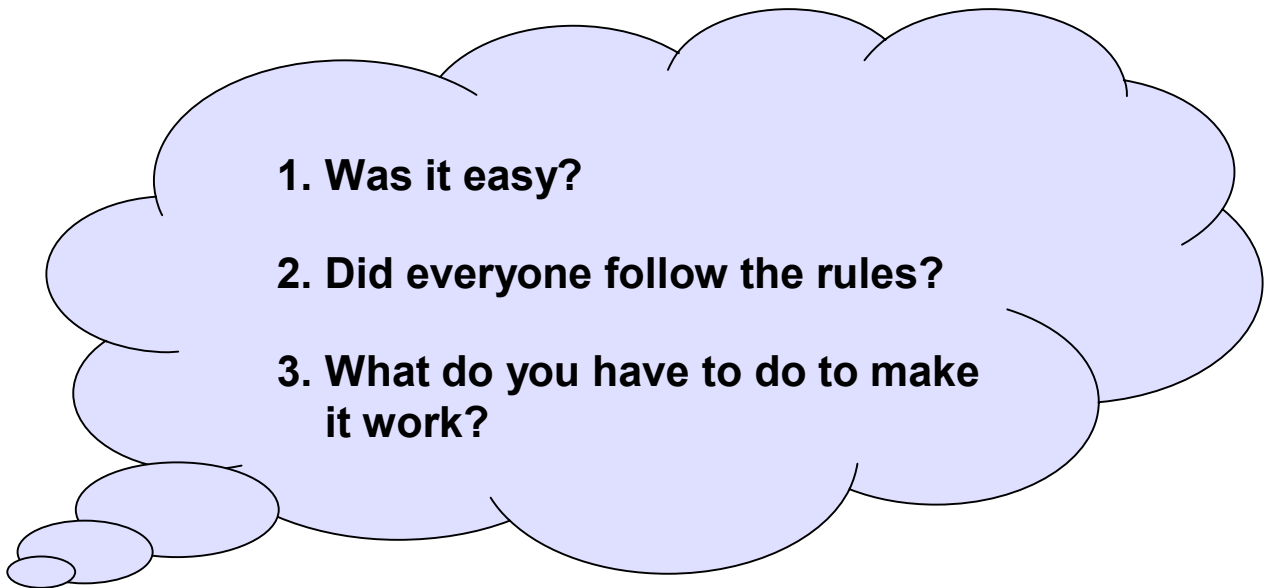 1. Was it easy?
2. Did everyone follow the rules?
3. What do you have to do to make
it work?